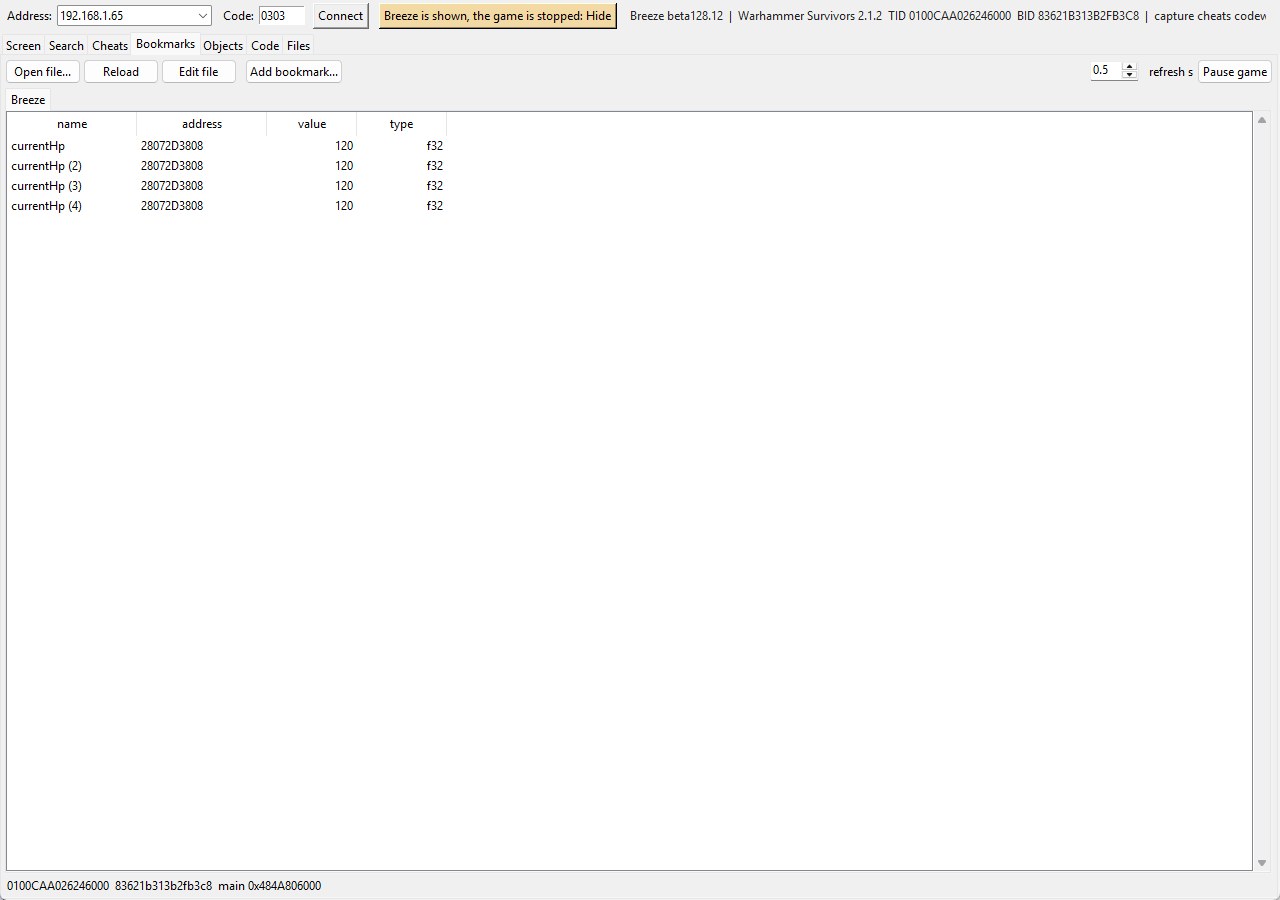 Address: 192.168.1.65 Code: 0303 Connect Breeze is shown, the game is stopped: Hide Breeze beta128.12 | Warhammer Survivors 2.1.2 TID 0100CAA026246000 BID 83621B313B2FB3C8 | capture cheats codew
Screen Search Cheats Bookmarks Objects Code Files
Open file... Reload Edit file Add bookmark... 0.5 refresh s Pause game
Breeze
name address value type
currentHp 28072D3808 120 f32
currentHp (2) 28072D3808 120 f32
currentHp (3) 28072D3808 120 f32
currentHp (4) 28072D3808 120 f32
0100CAA026246000 83621b313b2fb3c8 main 0x484A806000